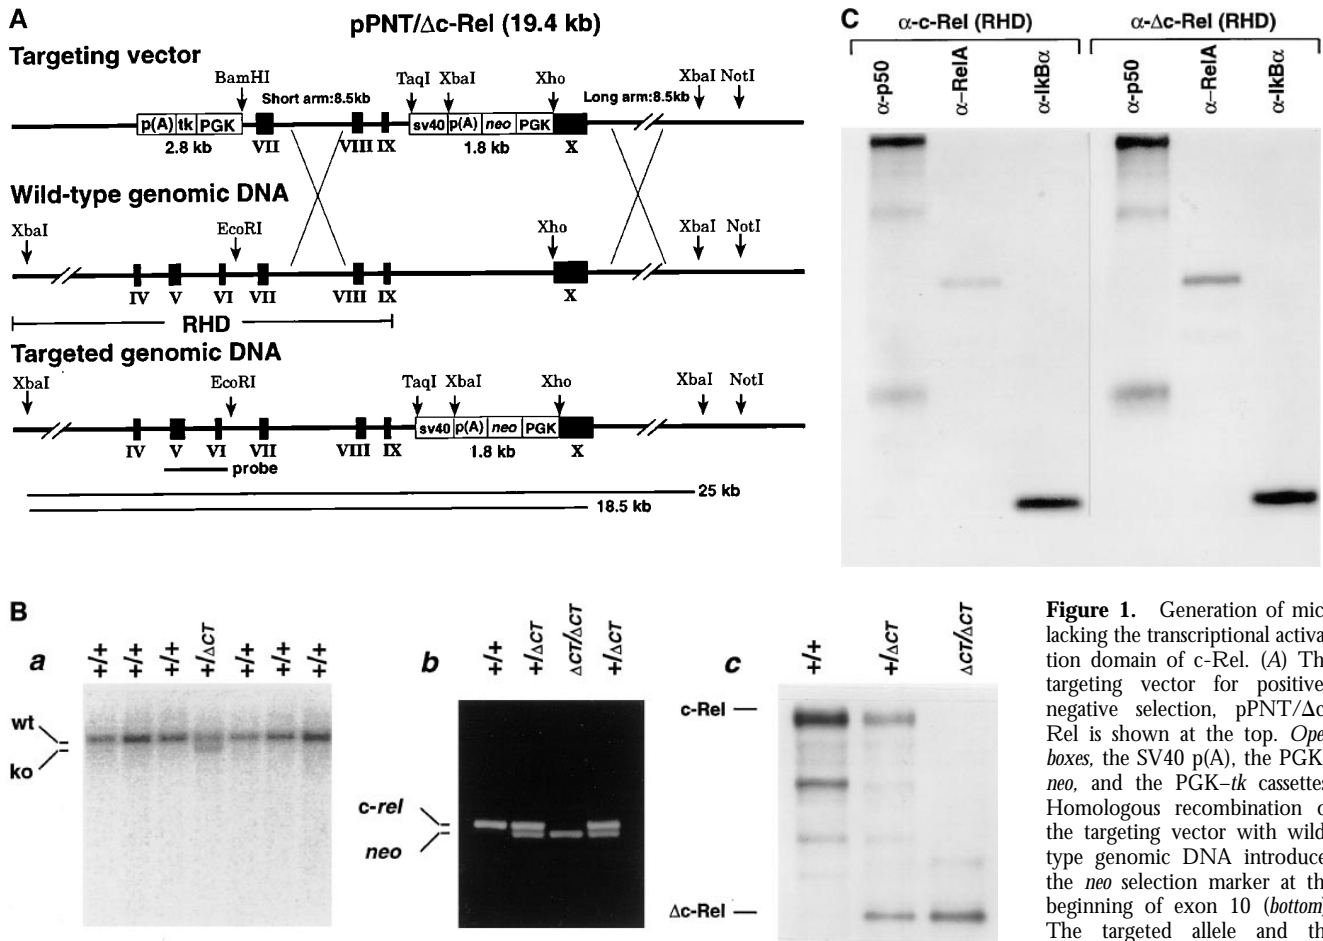 A
pPNT/Δc-Rel (19.4 kb)
Targeting vector
BamHI
Short arm:8.5kb
TaqI XbaI
Xho
Long arm:8.5kb
XbaI NotI
p(A) tk PGK
sv40 p(A) neo PGK
2.8 kb
VII
VIII IX
1.8 kb
X
Wild-type genomic DNA
XbaI
EcoRI
Xho
XbaI NotI
IV V VI VII VIII IX X
RHD
Targeted genomic DNA
XbaI
EcoRI
TaqI XbaI
Xho
XbaI NotI
sv40 p(A) neo PGK
IV V VI VII VIII IX 1.8 kb X
probe
25 kb
18.5 kb
C
α-c-Rel (RHD)
α-Δc-Rel (RHD)
α-p50
α-RelA
α-IkBα
α-p50
α-RelA
α-IkBα
B
a
+/+ +/+ +/+ +/ΔCT +/+ +/+ +/+
wt
ko
b
+/+ +/ΔCT ΔCT/ΔCT +/ΔCT
c-rel
neo
c
+/+ +/ΔCT ΔCT/ΔCT
c-Rel
Δc-Rel
Figure 1. Generation of mic
lacking the transcriptional activa
tion domain of c-Rel. (A) Th
targeting vector for positive
negative selection, pPNT/Δc
Rel is shown at the top. Ope
boxes, the SV40 p(A), the PGK
neo, and the PGK–tk cassettes
Homologous recombination o
the targeting vector with wild
type genomic DNA introduce
the neo selection marker at th
beginning of exon 10 (bottom)
The targeted allele and th